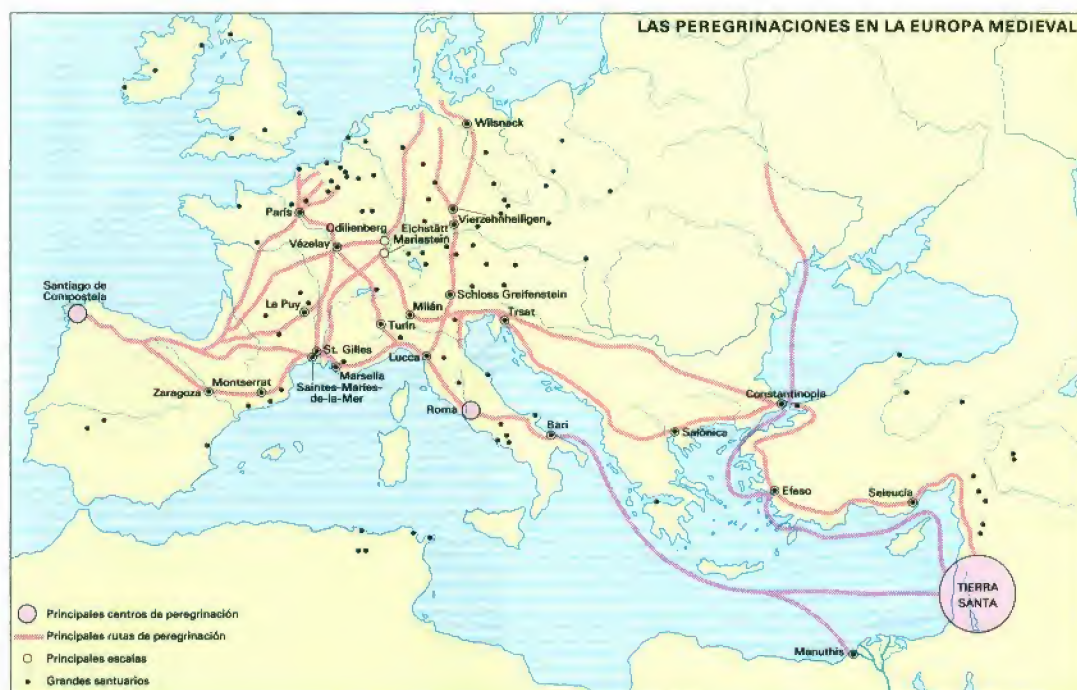 LAS PEREGRINACIONES EN LA EUROPA MEDIEVAL
Wilsnack
París
Odilienberg
Eichstätt
Vierzehnheiligen
Mariastein
Vézelay
Santiago de
Compostela
Le Puy
Schloss Greifenstein
Milán
Trsat
Turín
St. Gilles
Lucca
Marsella
Montserrat
Saintes-Maries-
de-la-Mer
Zaragoza
Constantinopla
Roma
Bari
Salónica
Efeso
Seleucia
TIERRA
SANTA
Menuthis
Principales centros de peregrinación
Principales rutas de peregrinación
Principales escalas
Grandes santuarios